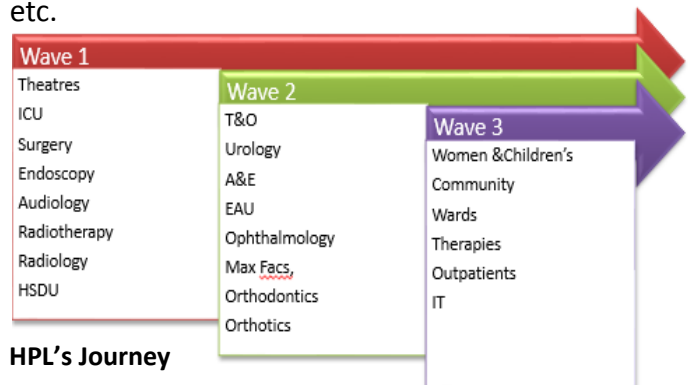 etc.
Wave 1
Theatres
ICU
Surgery
Endoscopy
Audiology
Radiotherapy
Radiology
HSDU
Wave 2
T&O
Urology
A&E
EAU
Ophthalmology
Max Facs,
Orthodontics
Orthotics
Wave 3
Women &Children's
Community
Wards
Therapies
Outpatients
IT
HPL's Journey